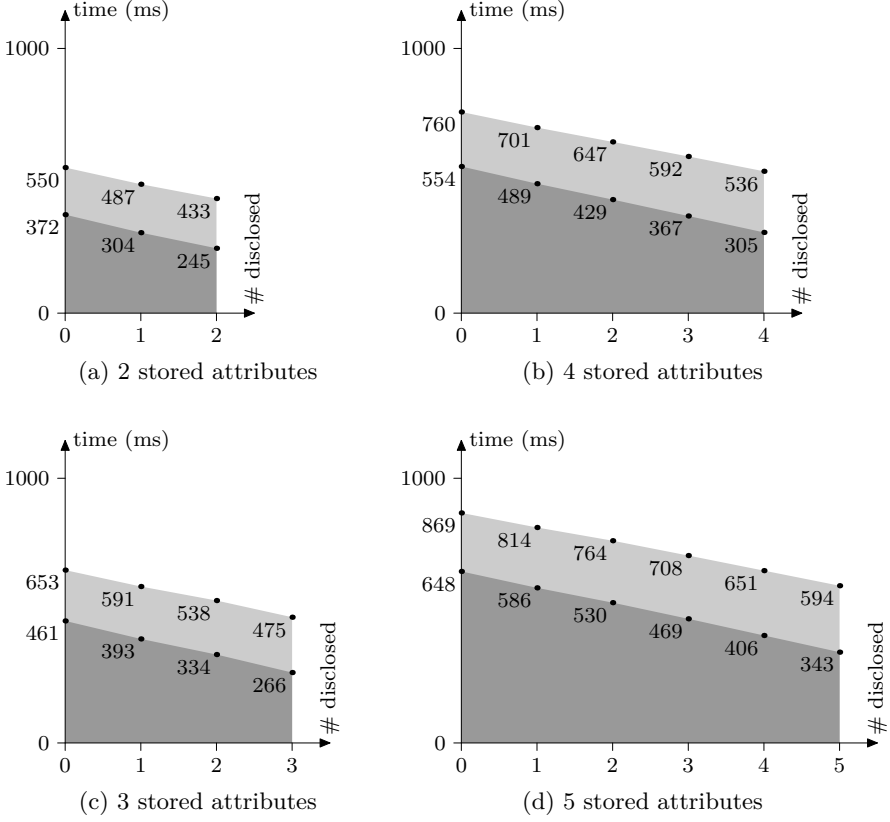 time (ms)
1000
550
487
433
372
304
245
0
0 1 2
# disclosed
(a) 2 stored attributes
time (ms)
1000
760
701
647
592
536
554
489
429
367
305
0
0 1 2 3 4
# disclosed
(b) 4 stored attributes
time (ms)
1000
653
591
538
475
461
393
334
266
0
0 1 2 3
# disclosed
(c) 3 stored attributes
time (ms)
1000
869
814
764
708
651
594
648
586
530
469
406
343
0
0 1 2 3 4 5
# disclosed
(d) 5 stored attributes